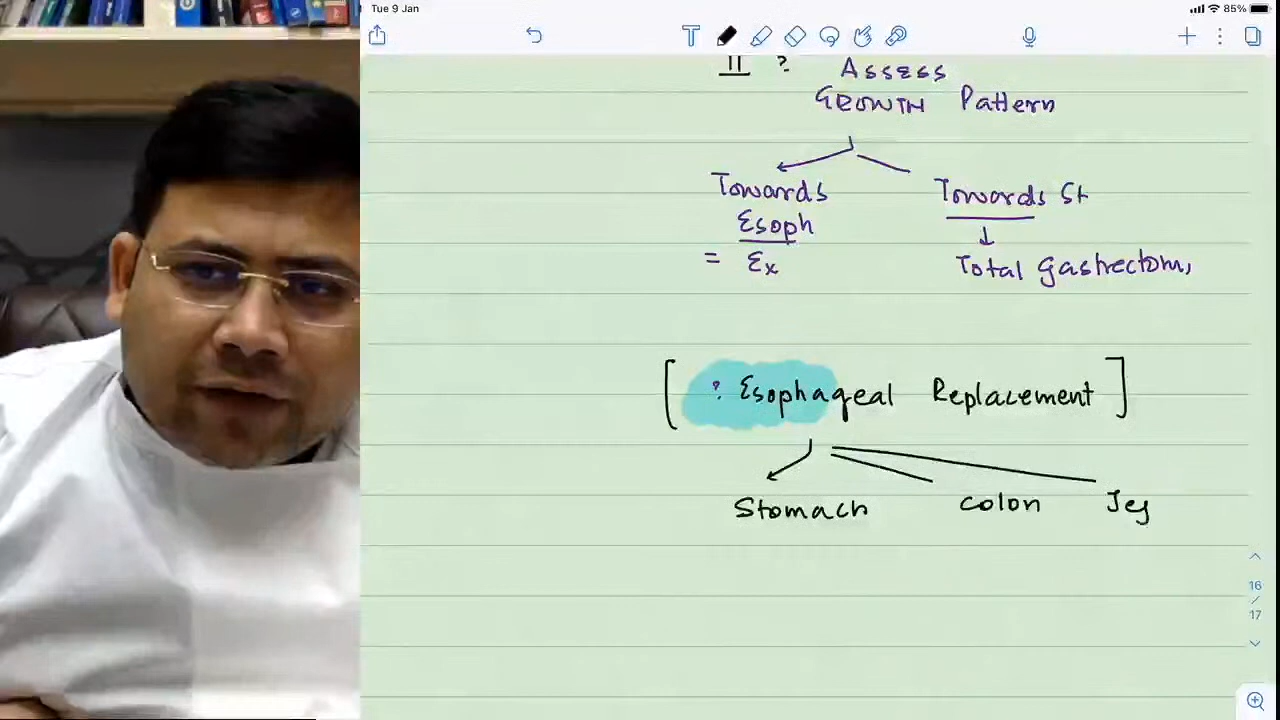 Tue 9 Jan
85%
II ? Assess
GROWTH Pattern
Towards Towards St
Esoph
= Ex Total gastrectom,
[ ? Esophageal Replacement ]
Stomach Colon Jej
16
17